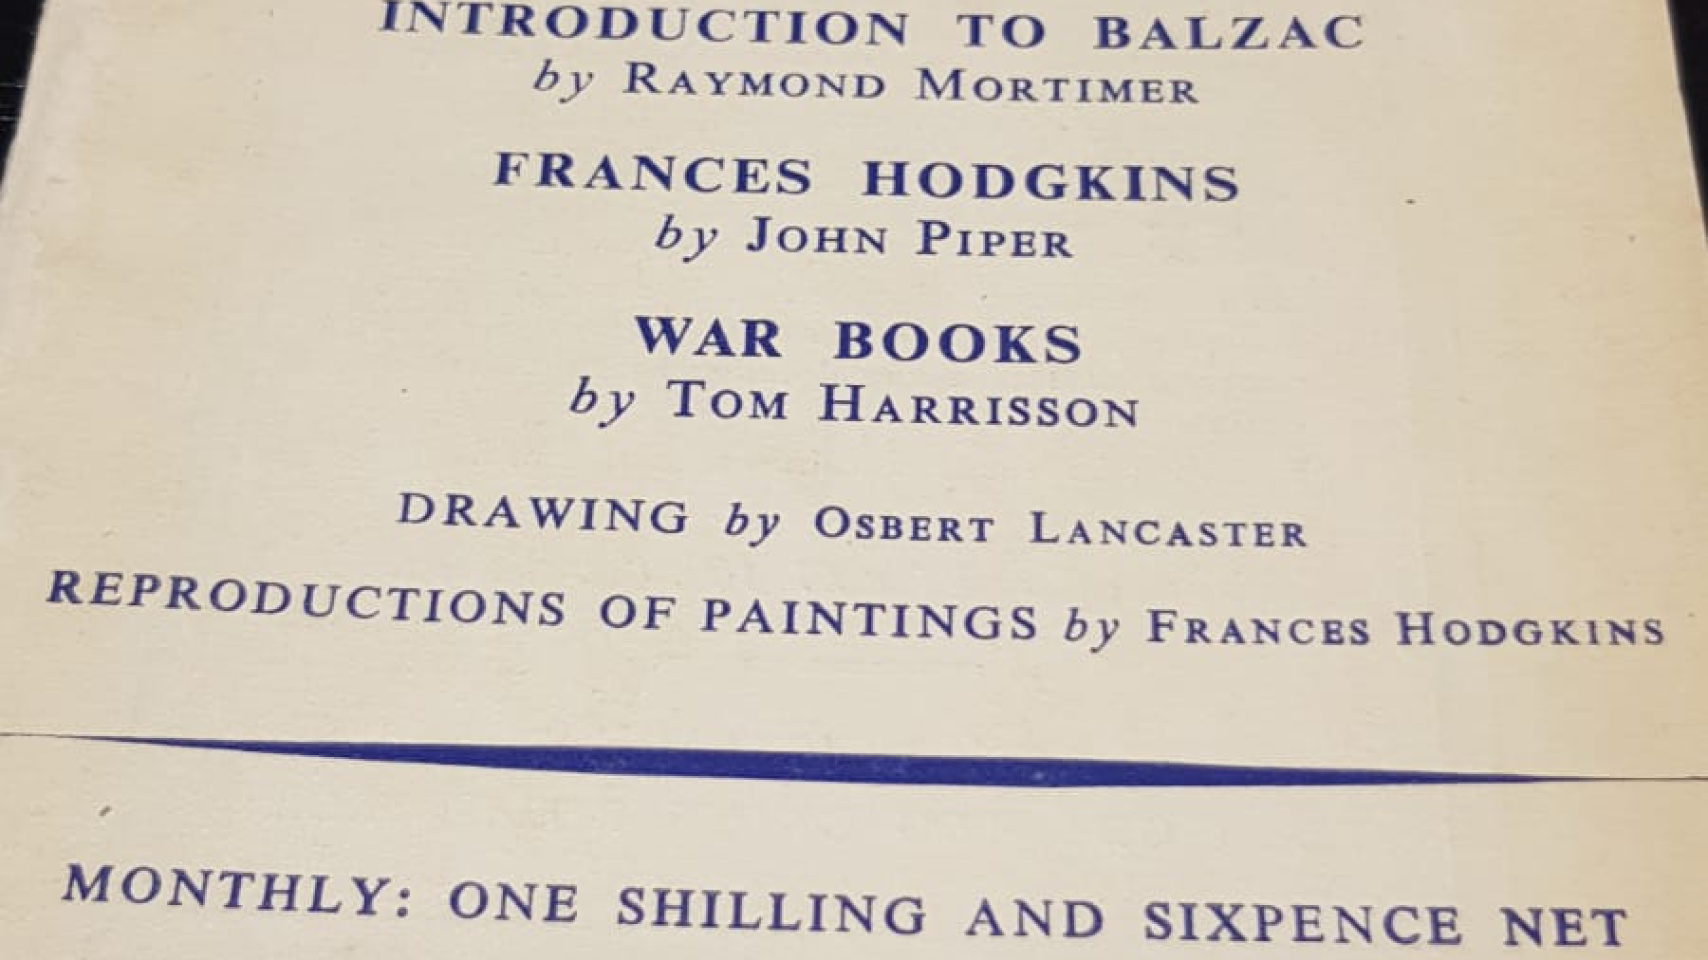 INTRODUCTION TO BALZAC
by RAYMOND MORTIMER
FRANCES HODGKINS
by JOHN PIPER
WAR BOOKS
by TOM HARRISSON
DRAWING by OSBERT LANCASTER
REPRODUCTIONS OF PAINTINGS by FRANCES HODGKINS
MONTHLY: ONE SHILLING AND SIXPENCE NET